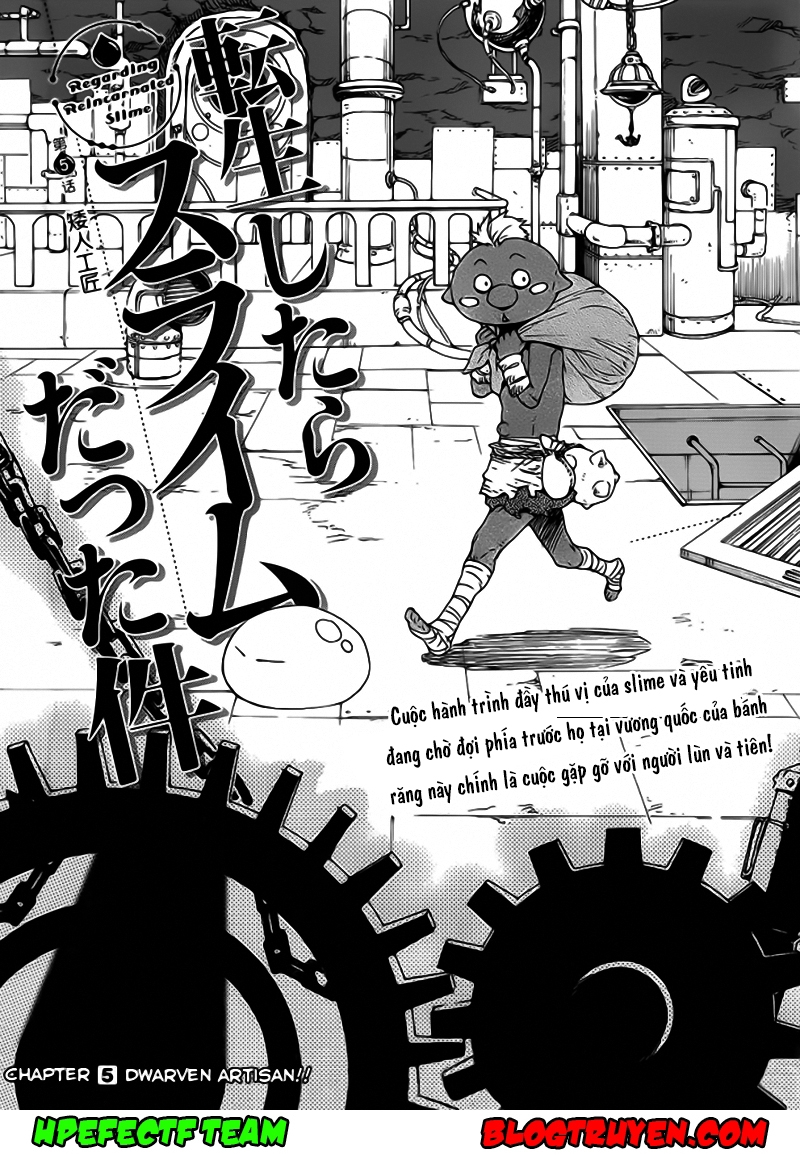 Regarding
Reincarnated
Slime
第5话 矮人工匠
転生したら
スライム
だった件
Cuộc hành trình đầy thú vị của slime và yêu tinh
đang chờ đợi phía trước họ tại vương quốc của bánh
răng này chính là cuộc gặp gỡ với người lùn và tiên!
CHAPTER 5 DWARVEN ARTISAN!!
UPEFECTF TEAM
BLOGTRUYEN.COM